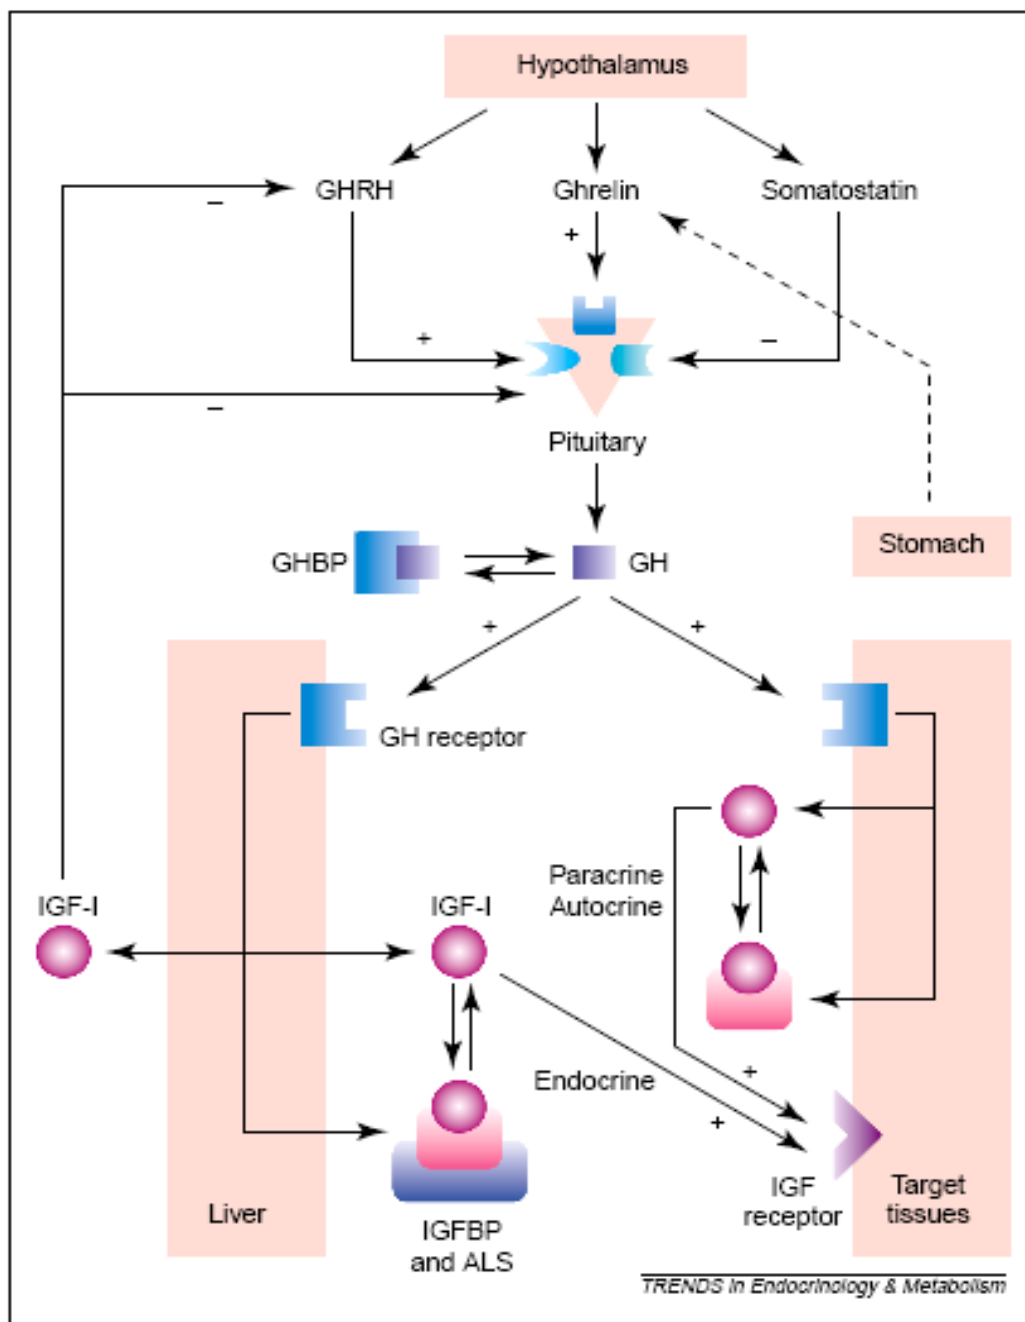 Hypothalamus
GHRH
Ghrelin
Somatostatin
–
+
+
–
–
Pituitary
Stomach
GHBP
GH
+
+
GH receptor
Paracrine
Autocrine
IGF-I
IGF-I
Endocrine
+
+
IGF
receptor
Target
tissues
Liver
IGFBP
and ALS
TRENDS in Endocrinology & Metabolism